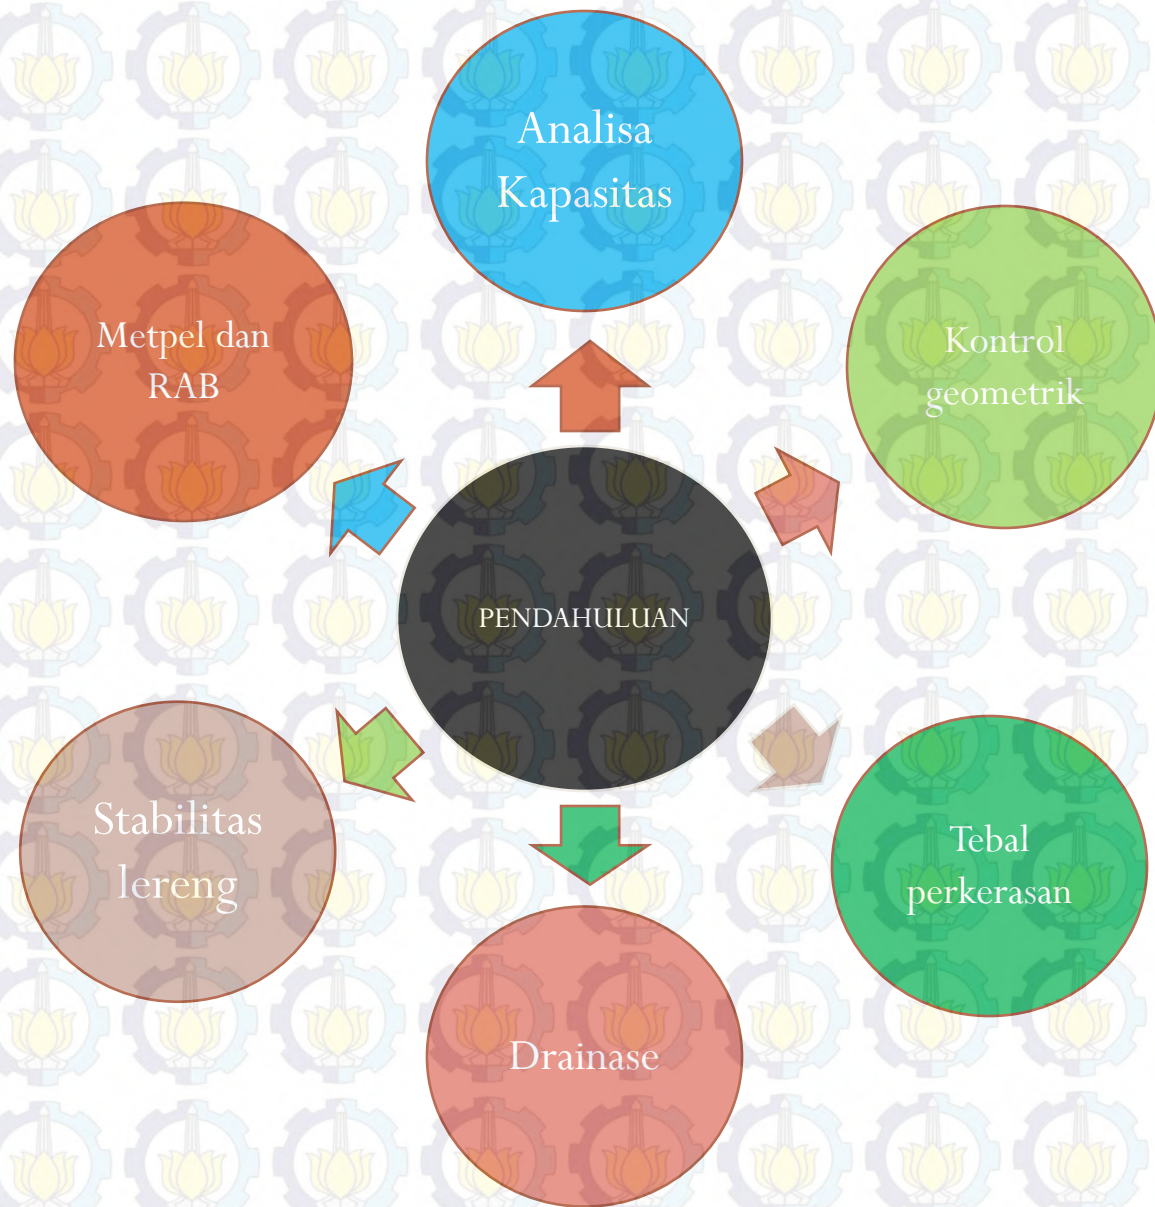 Analisa
Kapasitas
Metpel dan
RAB
Kontrol
geometrik
PENDAHULUAN
Stabilitas
lereng
Tebal
perkerasan
Drainase